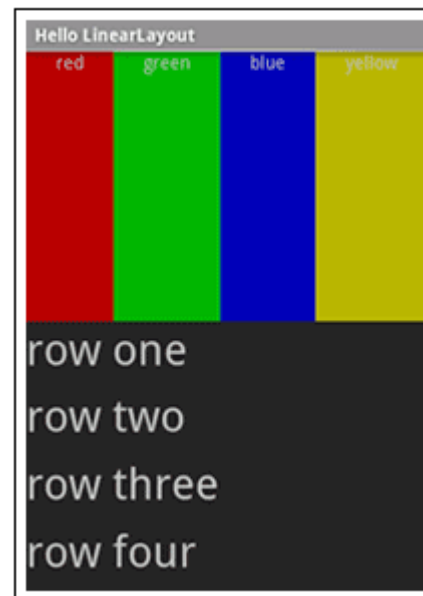 Hello LinearLayout
red green blue yellow
row one
row two
row three
row four